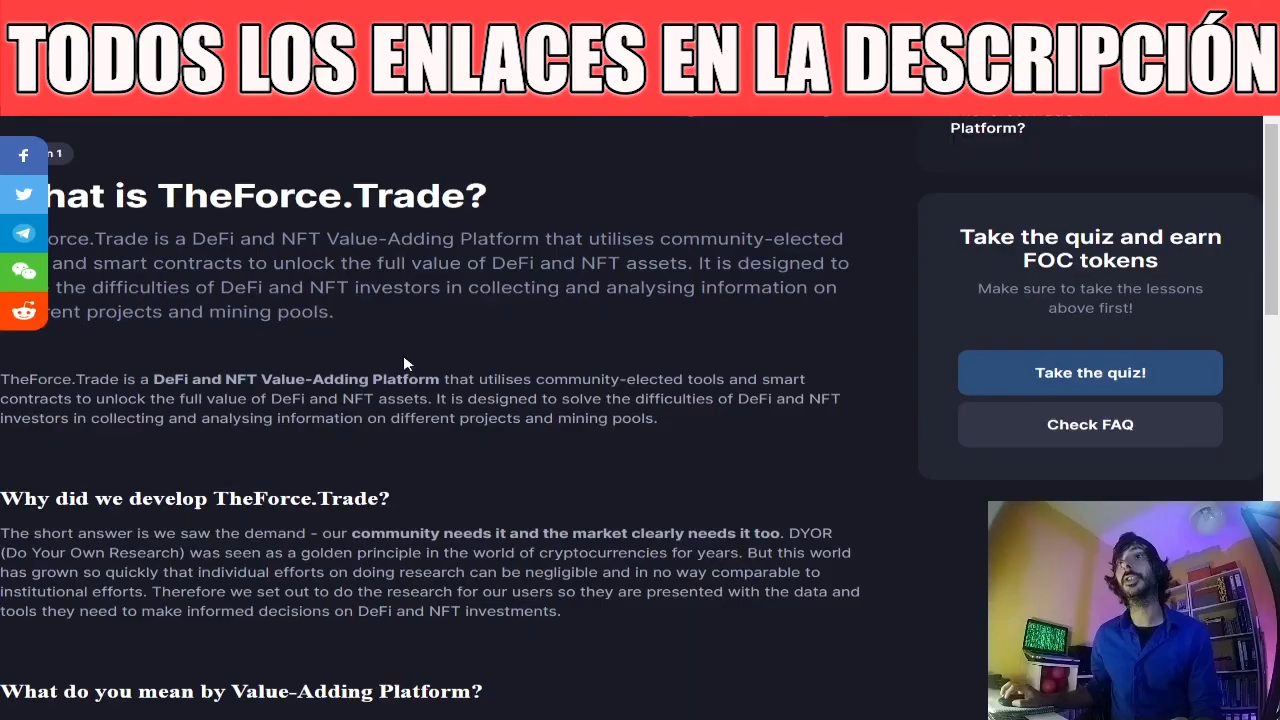 TODOS LOS ENLACES EN LA DESCRIPCIÓN
Platform?
n 1
hat is TheForce.Trade?
orce.Trade is a DeFi and NFT Value-Adding Platform that utilises community-elected
and smart contracts to unlock the full value of DeFi and NFT assets. It is designed to
the difficulties of DeFi and NFT investors in collecting and analysing information on
rent projects and mining pools.
Take the quiz and earn
FOC tokens
Make sure to take the lessons
above first!
Take the quiz!
Check FAQ
TheForce.Trade is a DeFi and NFT Value-Adding Platform that utilises community-elected tools and smart
contracts to unlock the full value of DeFi and NFT assets. It is designed to solve the difficulties of DeFi and NFT
investors in collecting and analysing information on different projects and mining pools.
Why did we develop TheForce.Trade?
The short answer is we saw the demand - our community needs it and the market clearly needs it too. DYOR
(Do Your Own Research) was seen as a golden principle in the world of cryptocurrencies for years. But this world
has grown so quickly that individual efforts on doing research can be negligible and in no way comparable to
institutional efforts. Therefore we set out to do the research for our users so they are presented with the data and
tools they need to make informed decisions on DeFi and NFT investments.
What do you mean by Value-Adding Platform?